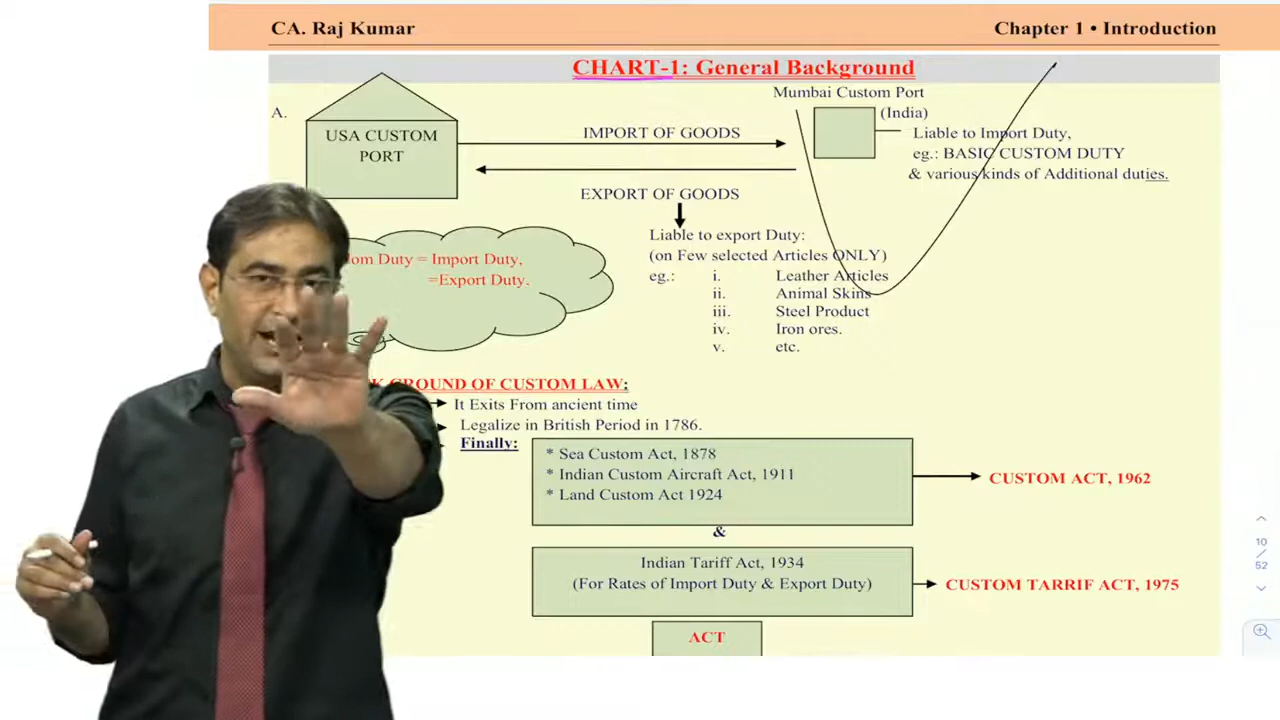 CA. Raj Kumar
Chapter 1 • Introduction
CHART-1: General Background
A.
USA CUSTOM
PORT
IMPORT OF GOODS
EXPORT OF GOODS
Mumbai Custom Port
(India)
Liable to Import Duty,
eg.: BASIC CUSTOM DUTY
& various kinds of Additional duties.
Liable to export Duty:
(on Few selected Articles ONLY)
eg.: i. Leather Articles
ii. Animal Skins
iii. Steel Product
iv. Iron ores.
v. etc.
Duty = Import Duty,
=Export Duty.
GROUND OF CUSTOM LAW:
It Exits From ancient time
Legalize in British Period in 1786.
Finally:
* Sea Custom Act, 1878
* Indian Custom Aircraft Act, 1911
* Land Custom Act 1924
CUSTOM ACT, 1962
&
Indian Tariff Act, 1934
(For Rates of Import Duty & Export Duty)
CUSTOM TARRIF ACT, 1975
ACT
10
/
52